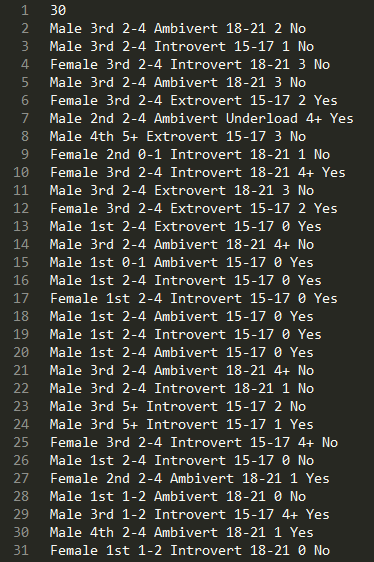 1 30
2 Male 3rd 2-4 Ambivert 18-21 2 No
3 Male 3rd 2-4 Introvert 15-17 1 No
4 Female 3rd 2-4 Introvert 18-21 3 No
5 Male 3rd 2-4 Ambivert 18-21 3 No
6 Female 3rd 2-4 Extrovert 15-17 2 Yes
7 Male 2nd 2-4 Ambivert Underload 4+ Yes
8 Male 4th 5+ Extrovert 15-17 3 No
9 Female 2nd 0-1 Introvert 18-21 1 No
10 Female 3rd 2-4 Introvert 18-21 4+ Yes
11 Male 3rd 2-4 Extrovert 18-21 3 No
12 Female 3rd 2-4 Extrovert 15-17 2 Yes
13 Male 1st 2-4 Extrovert 15-17 0 Yes
14 Male 3rd 2-4 Ambivert 18-21 4+ No
15 Male 1st 0-1 Ambivert 15-17 0 Yes
16 Male 1st 2-4 Introvert 15-17 0 Yes
17 Female 1st 2-4 Introvert 15-17 0 Yes
18 Male 1st 2-4 Ambivert 15-17 0 Yes
19 Male 1st 2-4 Introvert 15-17 0 Yes
20 Male 1st 2-4 Ambivert 15-17 0 Yes
21 Male 3rd 2-4 Ambivert 18-21 4+ No
22 Male 3rd 2-4 Introvert 18-21 1 No
23 Male 3rd 5+ Introvert 15-17 2 No
24 Male 3rd 5+ Introvert 15-17 1 Yes
25 Female 3rd 2-4 Introvert 15-17 4+ No
26 Male 1st 2-4 Introvert 15-17 0 No
27 Female 2nd 2-4 Ambivert 18-21 1 Yes
28 Male 1st 1-2 Ambivert 18-21 0 No
29 Male 3rd 1-2 Introvert 15-17 4+ Yes
30 Male 4th 2-4 Ambivert 18-21 1 Yes
31 Female 1st 1-2 Introvert 18-21 0 No